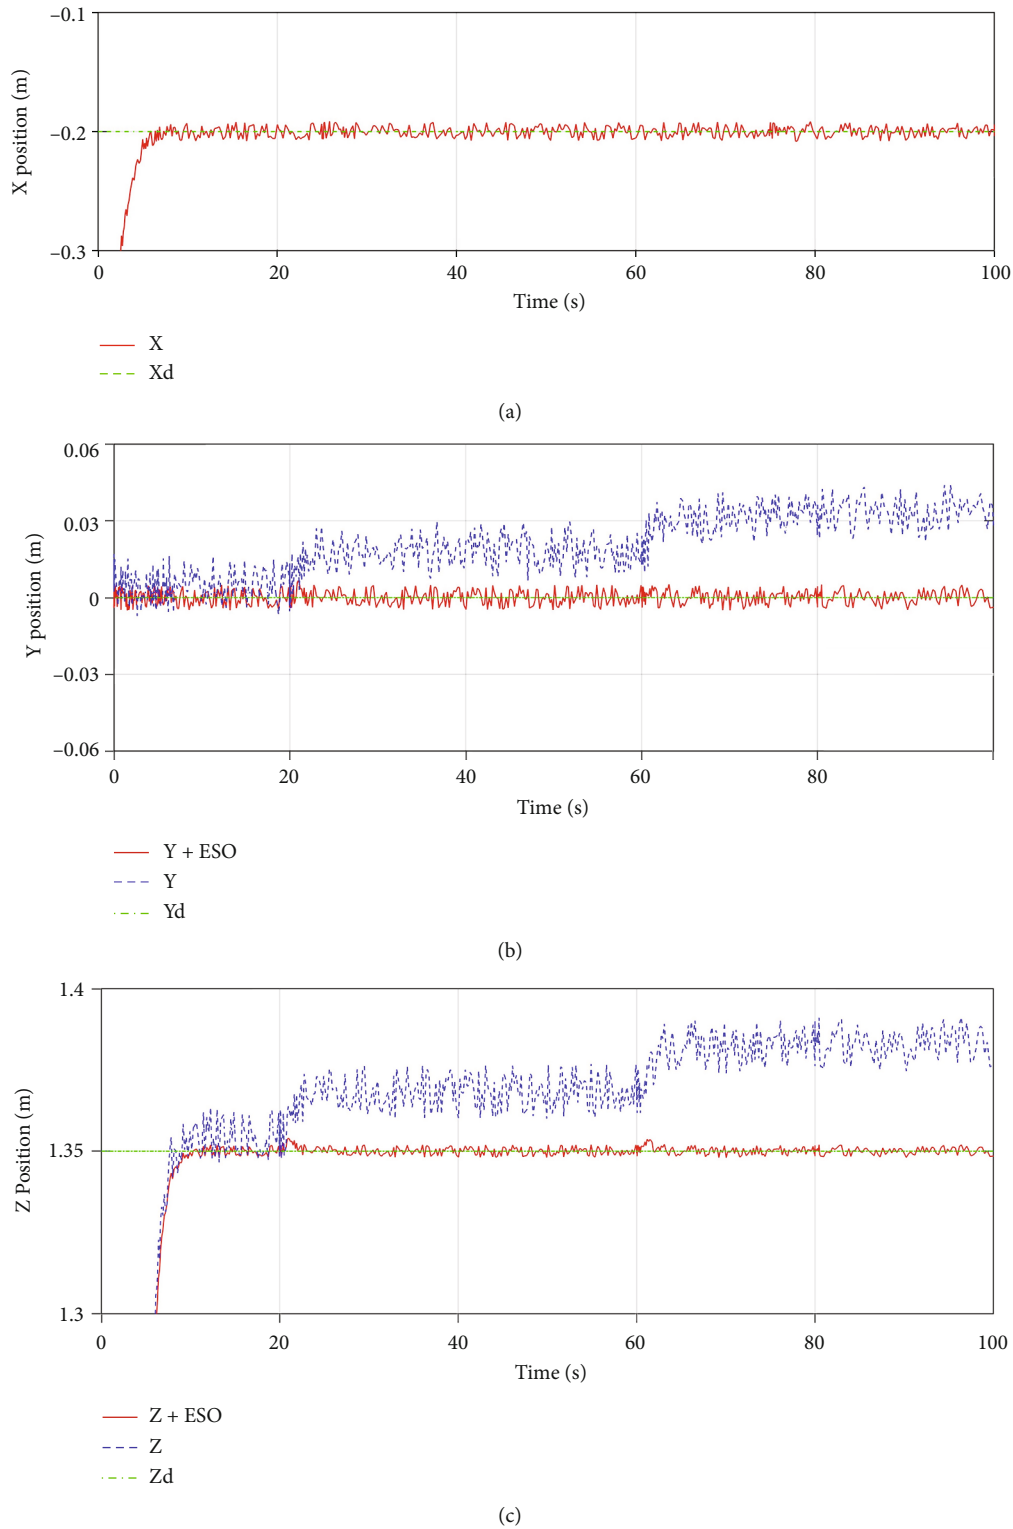 −0.1
−0.2
−0.3
X position (m)
0 20 40 60 80 100
Time (s)
X
Xd
(a)
0.06
0.03
0
−0.03
−0.06
Y position (m)
0 20 40 60 80
Time (s)
Y + ESO
Y
Yd
(b)
1.4
1.35
1.3
Z Position (m)
0 20 40 60 80 100
Time (s)
Z + ESO
Z
Zd
(c)